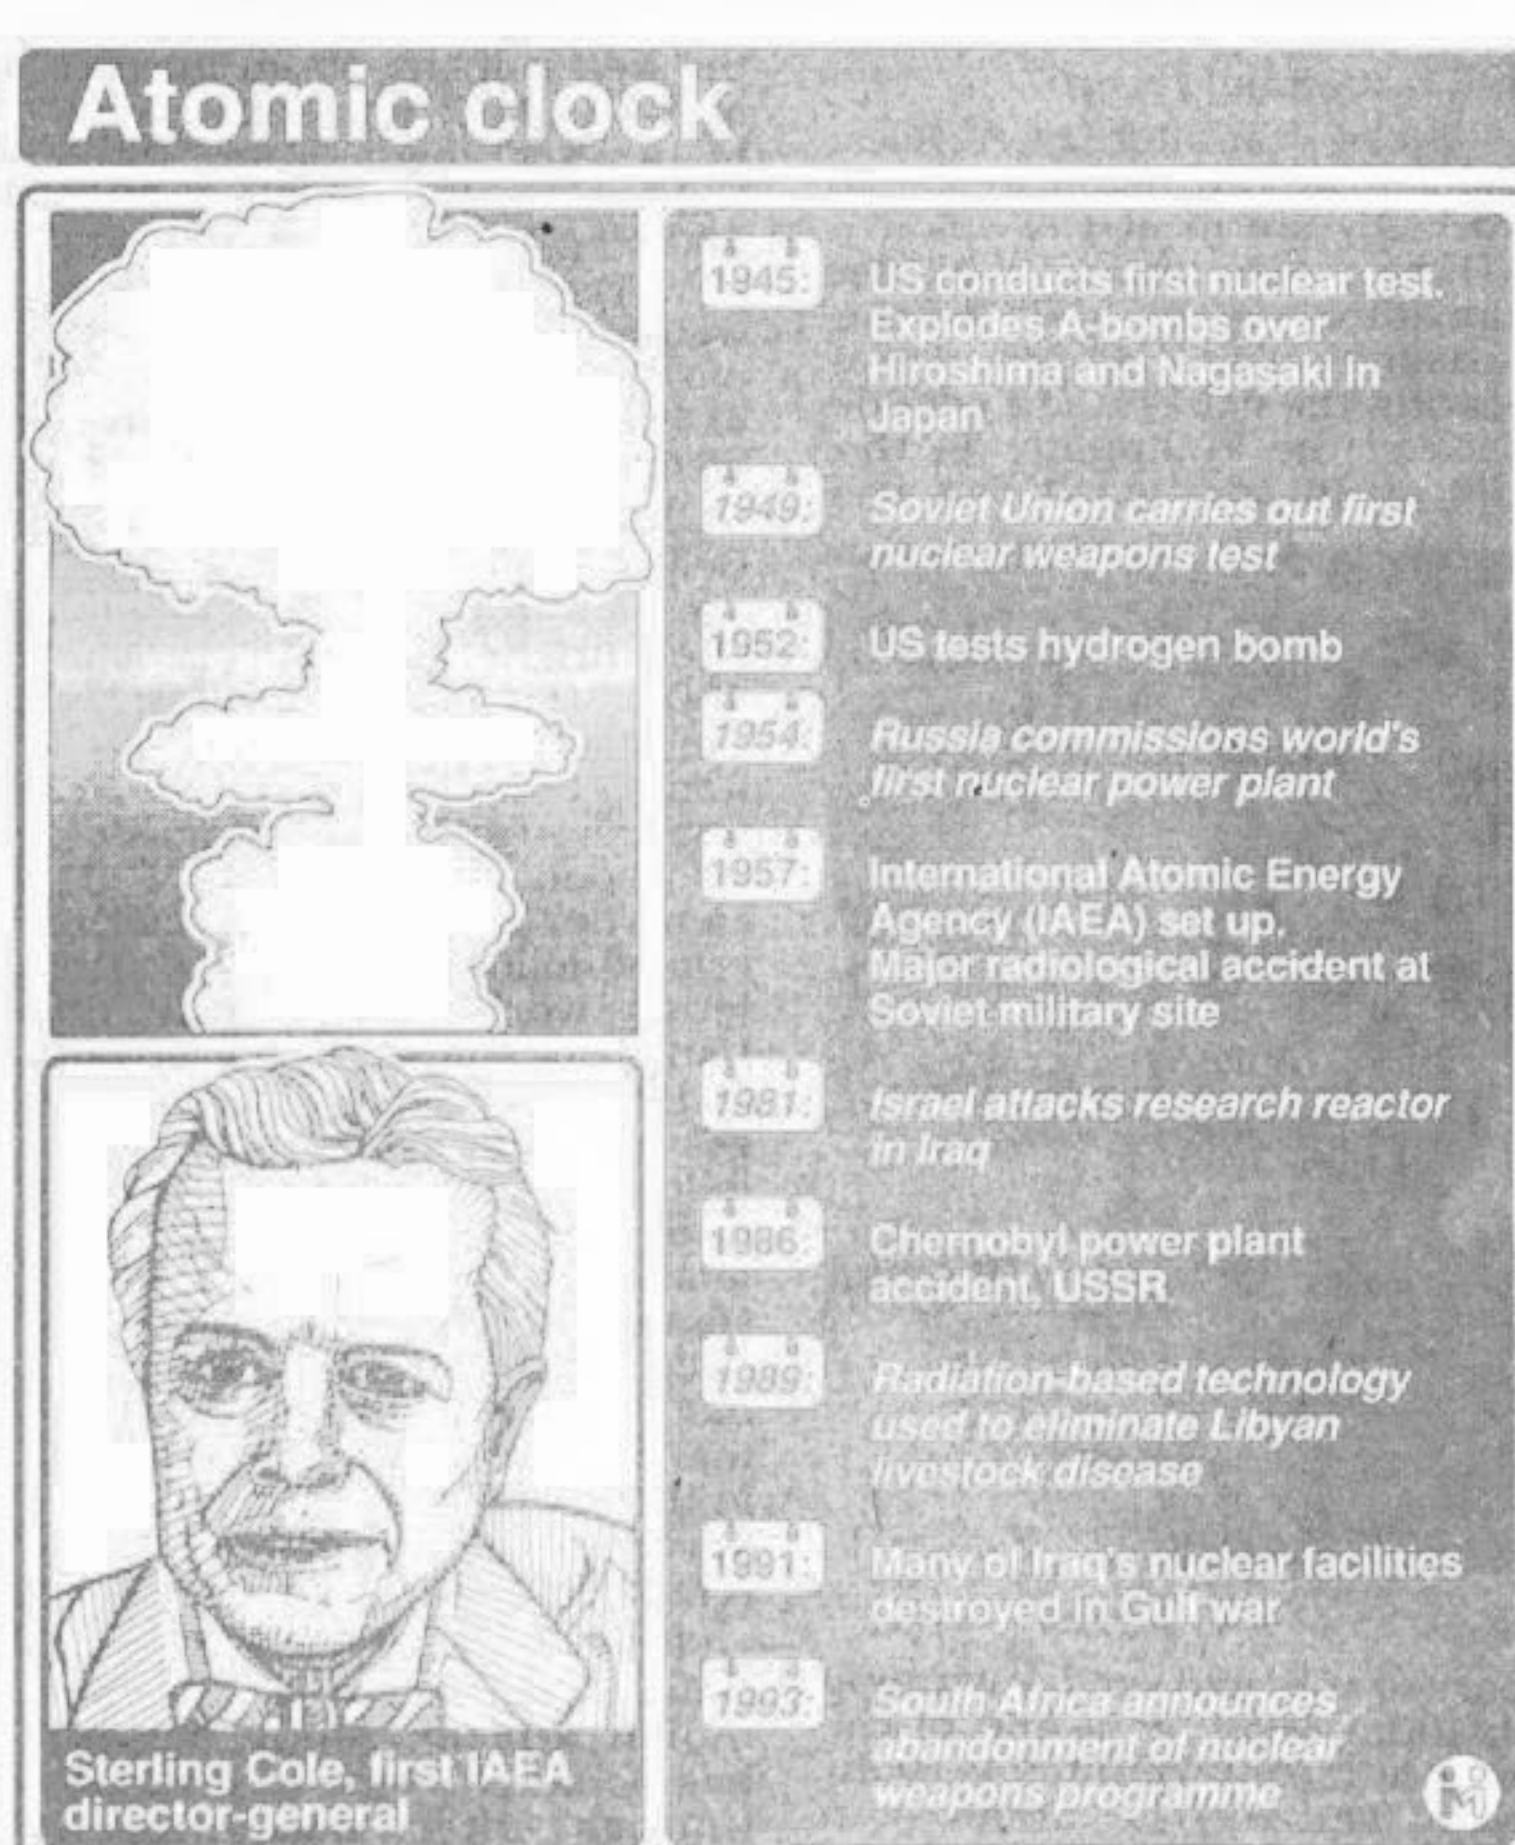 Atomic clock
1945:
US conducts first nuclear test.
Explodes A-bombs over
Hiroshima and Nagasaki in
Japan
1949:
Soviet Union carries out first
nuclear weapons test
1952:
US tests hydrogen bomb
1954:
Russia commissions world's
first nuclear power plant
1957:
International Atomic Energy
Agency (IAEA) set up.
Major radiological accident at
Soviet military site
1981:
Israel attacks research reactor
in Iraq
1986:
Chernobyl power plant
accident, USSR
1989:
Radiation-based technology
used to eliminate Libyan
livestock disease
1991:
Many of Iraq's nuclear facilities
destroyed in Gulf war
1993:
South Africa announces
abandonment of nuclear
weapons programme
Sterling Cole, first IAEA
director-general